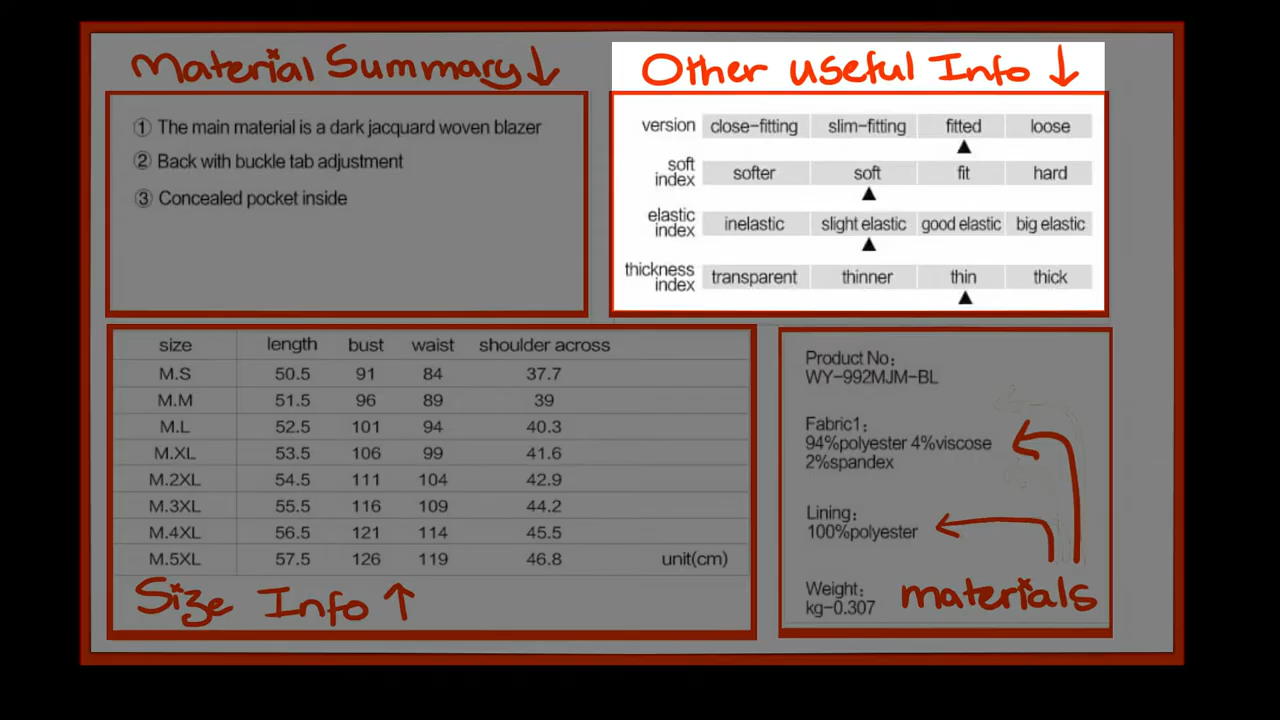 Material Summary ↓
① The main material is a dark jacquard woven blazer
② Back with buckle tab adjustment
③ Concealed pocket inside
Other useful Info ↓
version close-fitting slim-fitting fitted loose
▲
soft index softer soft fit hard
▲
elastic index inelastic slight elastic good elastic big elastic
▲
thickness index transparent thinner thin thick
▲
size length bust waist shoulder across
M.S 50.5 91 84 37.7
M.M 51.5 96 89 39
M.L 52.5 101 94 40.3
M.XL 53.5 106 99 41.6
M.2XL 54.5 111 104 42.9
M.3XL 55.5 116 109 44.2
M.4XL 56.5 121 114 45.5
M.5XL 57.5 126 119 46.8 unit(cm)
Size Info ↑
Product No:
WY-992MJM-BL
Fabric1:
94%polyester 4%viscose
2%spandex
Lining:
100%polyester
Weight:
kg-0.307
materials